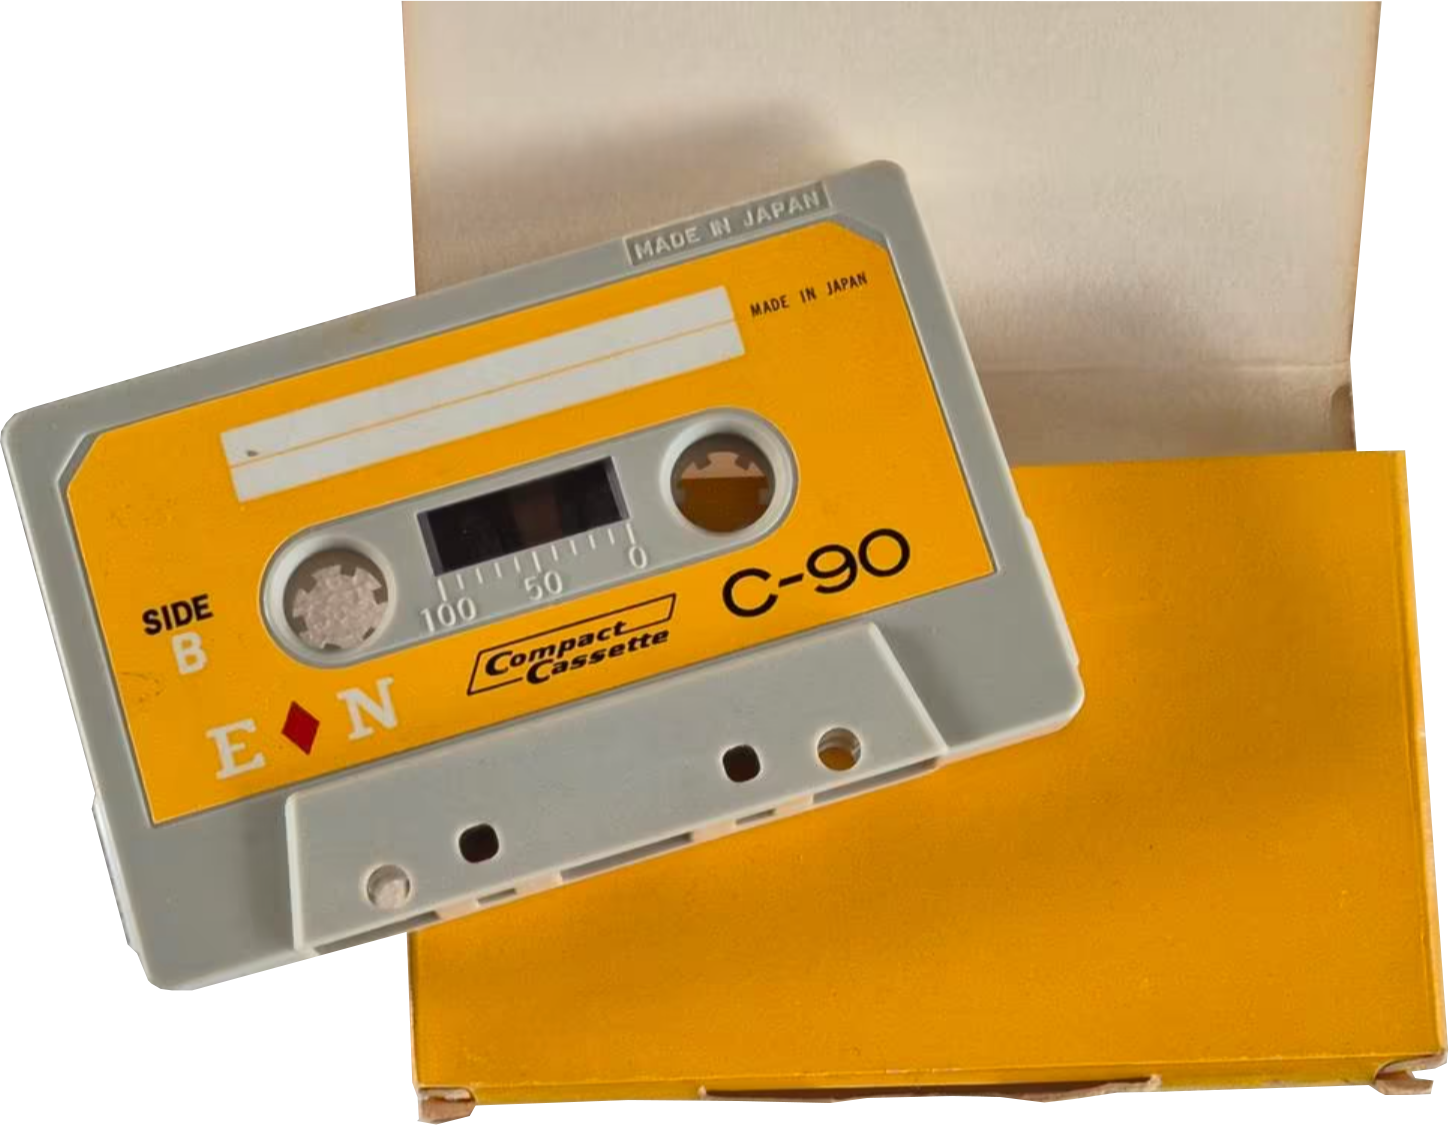 MADE IN JAPAN
MADE IN JAPAN
100 50 0
C-90
Compact
Cassette
SIDE
B
E♦N